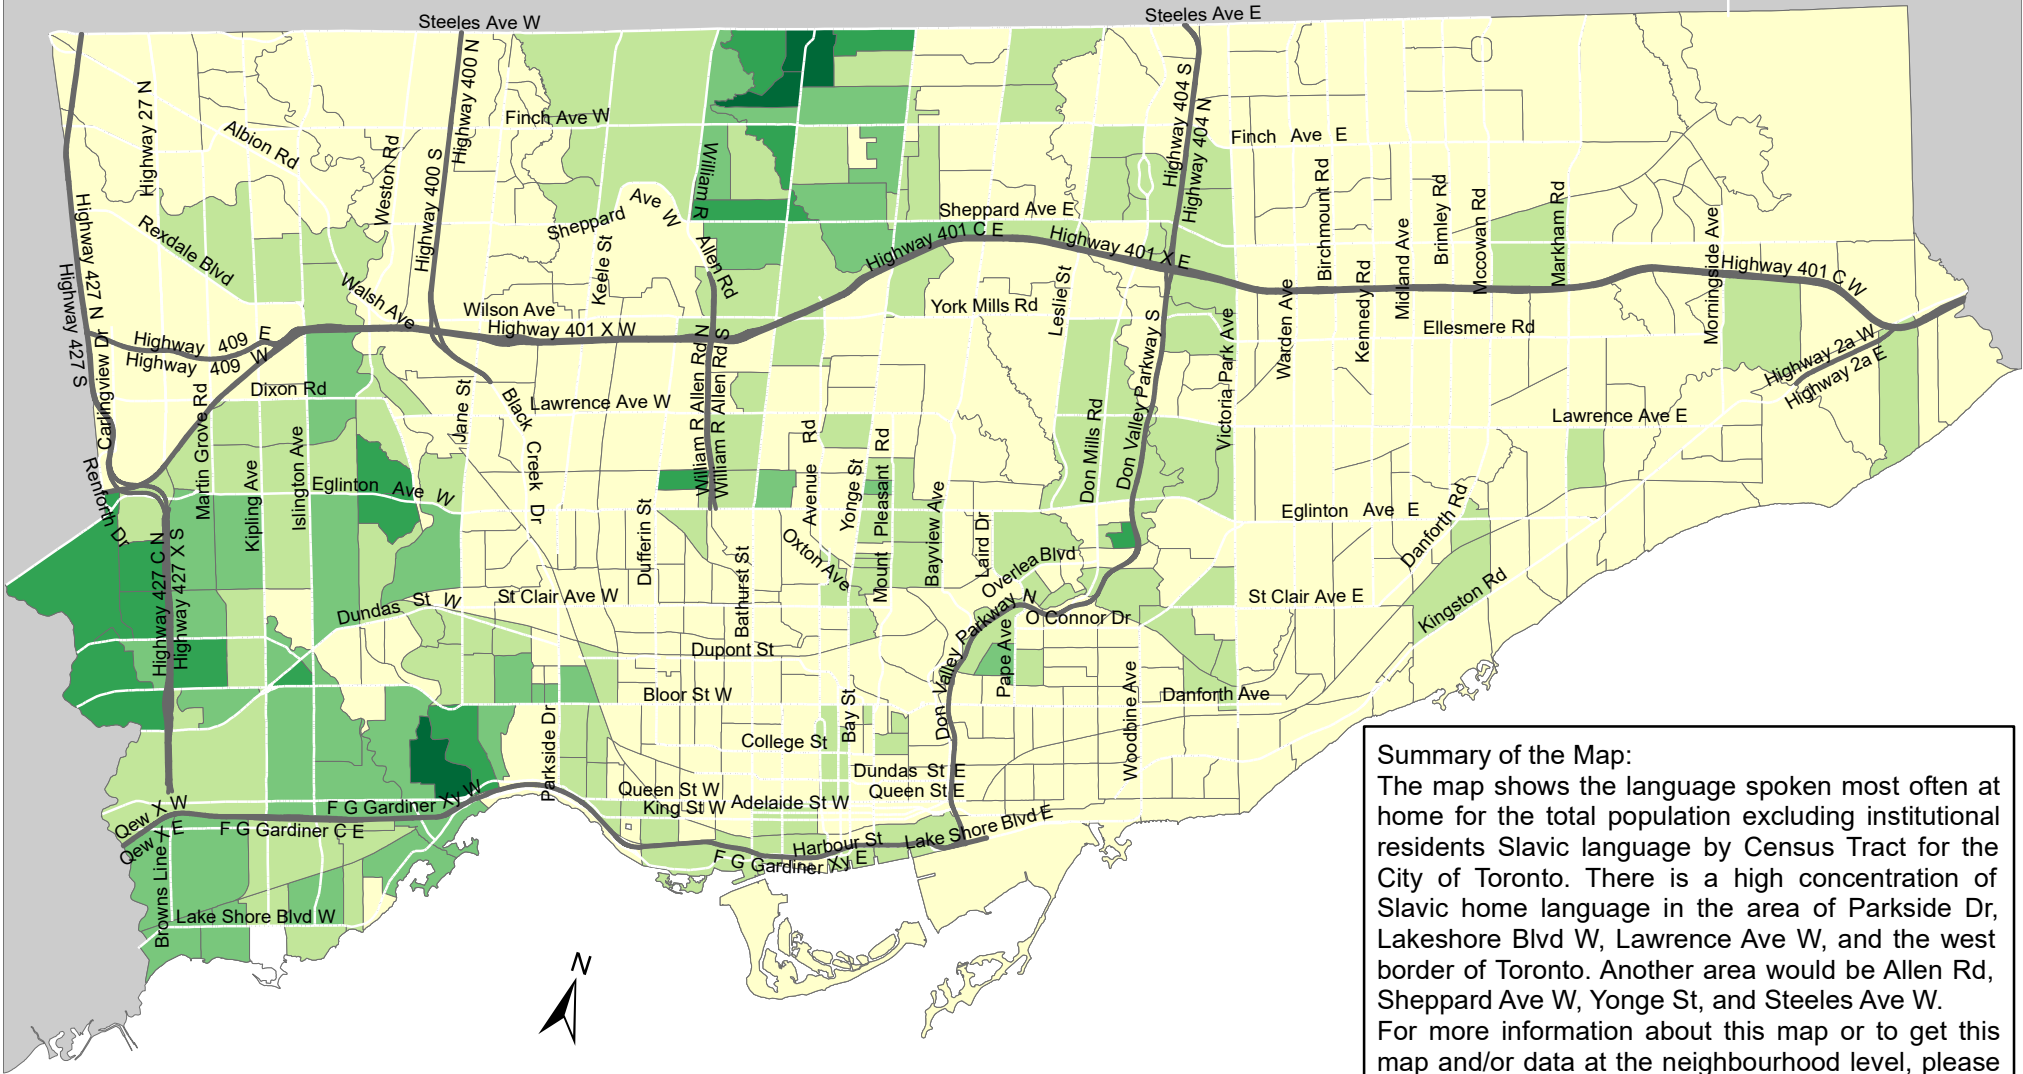 Steeles Ave W
Steeles Ave E
Highway 27 N
Albion Rd
Weston Rd
Highway 400 N
Highway 400 S
Finch Ave W
William R
Allen Rd
Highway 404 S
Highway 404 N
Finch Ave E
Birchmount Rd
Brimley Rd
Mccowan Rd
Markham Rd
Midland Ave
Kennedy Rd
Warden Ave
Morningside Ave
Highway 427 N
Highway 427 S
Rexdale Blvd
Walsh Ave
Sheppard Ave W
Keele St
Sheppard Ave E
Highway 401 C E
Highway 401 X E
Highway 401 C W
Leslie St
York Mills Rd
Wilson Ave
Highway 401 X W
Ellesmere Rd
Highway 2a W
Highway 2a E
Highway 409 E
Highway 409 W
Carlingview Dr
Martin Grove Rd
Dixon Rd
Jane St
Black Creek Dr
Lawrence Ave W
William R Allen Rd N
William R Allen Rd S
Lawrence Ave E
Victoria Park Ave
Don Valley Parkway S
Don Mills Rd
Renforth Dr
Kipling Ave
Islington Ave
Eglinton Ave W
Dufferin St
Bathurst St
Avenue Rd
Oxton Ave
Yonge St
Mount Pleasant Rd
Bayview Ave
Laird Dr
Overlea Blvd
Eglinton Ave E
Danforth Rd
Kingston Rd
Highway 427 C N
Highway 427 X S
Dundas St W
St Clair Ave W
St Clair Ave E
O Connor Dr
Don Valley Parkway N
Pape Ave
Dupont St
Bloor St W
Danforth Ave
Woodbine Ave
Bay St
Parkside Dr
College St
Dundas St E
Queen St E
Queen St W
King St W
Adelaide St W
Qew X W
Qew X E
F G Gardiner Xy W
F G Gardiner C E
Harbour St
Lake Shore Blvd E
F G Gardiner Xy E
Browns Line
Lake Shore Blvd W
N
Summary of the Map:
The map shows the language spoken most often at
home for the total population excluding institutional
residents Slavic language by Census Tract for the
City of Toronto. There is a high concentration of
Slavic home language in the area of Parkside Dr,
Lakeshore Blvd W, Lawrence Ave W, and the west
border of Toronto. Another area would be Allen Rd,
Sheppard Ave W, Yonge St, and Steeles Ave W.
For more information about this map or to get this
map and/or data at the neighbourhood level, please